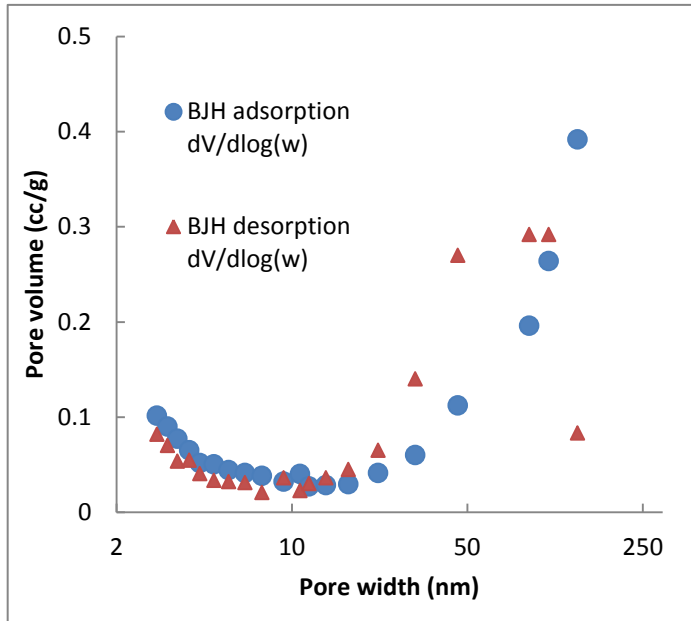 0.5
0.4
0.3
0.2
0.1
0
Pore volume (cc/g)
BJH adsorption
dV/dlog(w)
BJH desorption
dV/dlog(w)
2 10 50 250
Pore width (nm)